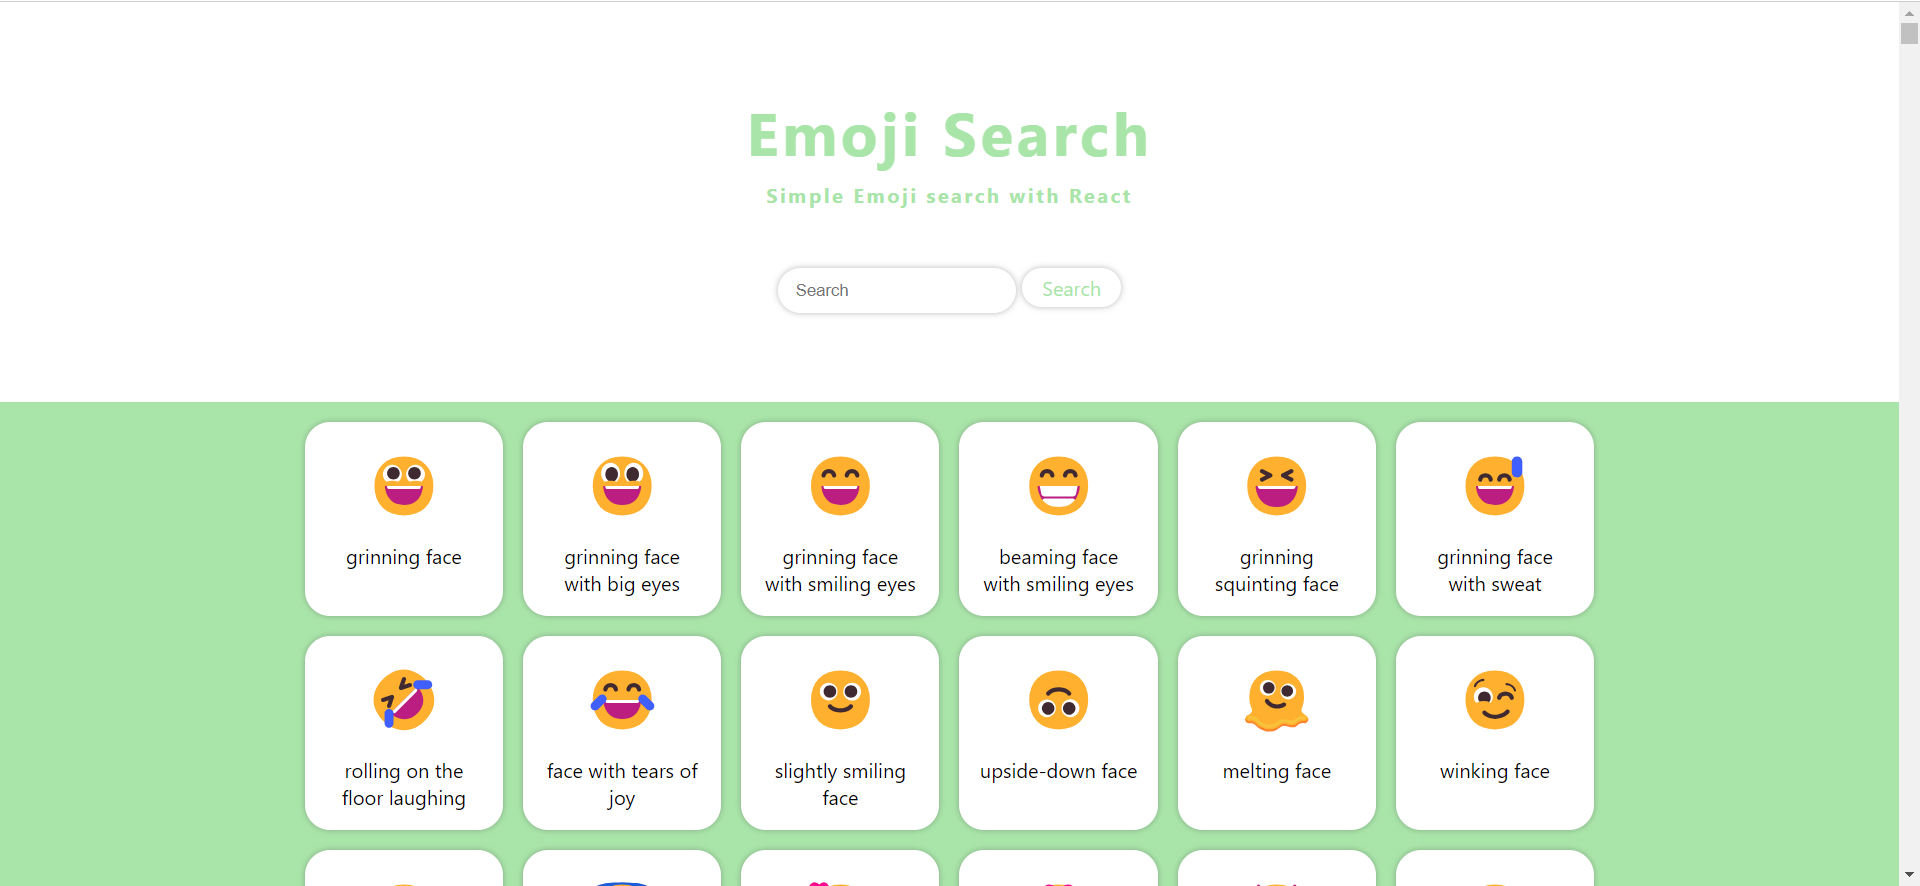 Emoji Search
Simple Emoji search with React
Search
Search
grinning face
grinning face
with big eyes
grinning face
with smiling eyes
beaming face
with smiling eyes
grinning
squinting face
grinning face
with sweat
rolling on the
floor laughing
face with tears of
joy
slightly smiling
face
upside-down face
melting face
winking face